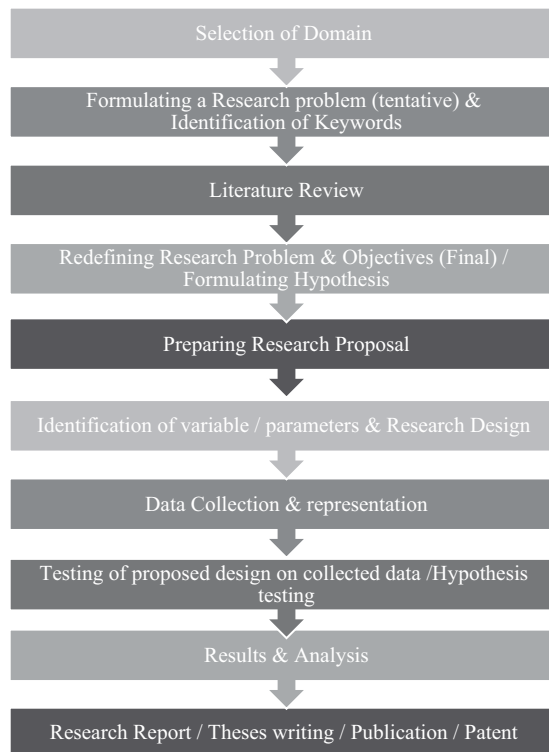 Selection of Domain
Formulating a Research problem (tentative) &
Identification of Keywords
Literature Review
Redefining Research Problem & Objectives (Final) /
Formulating Hypothesis
Preparing Research Proposal
Identification of variable / parameters & Research Design
Data Collection & representation
Testing of proposed design on collected data /Hypothesis
testing
Results & Analysis
Research Report / Theses writing / Publication / Patent